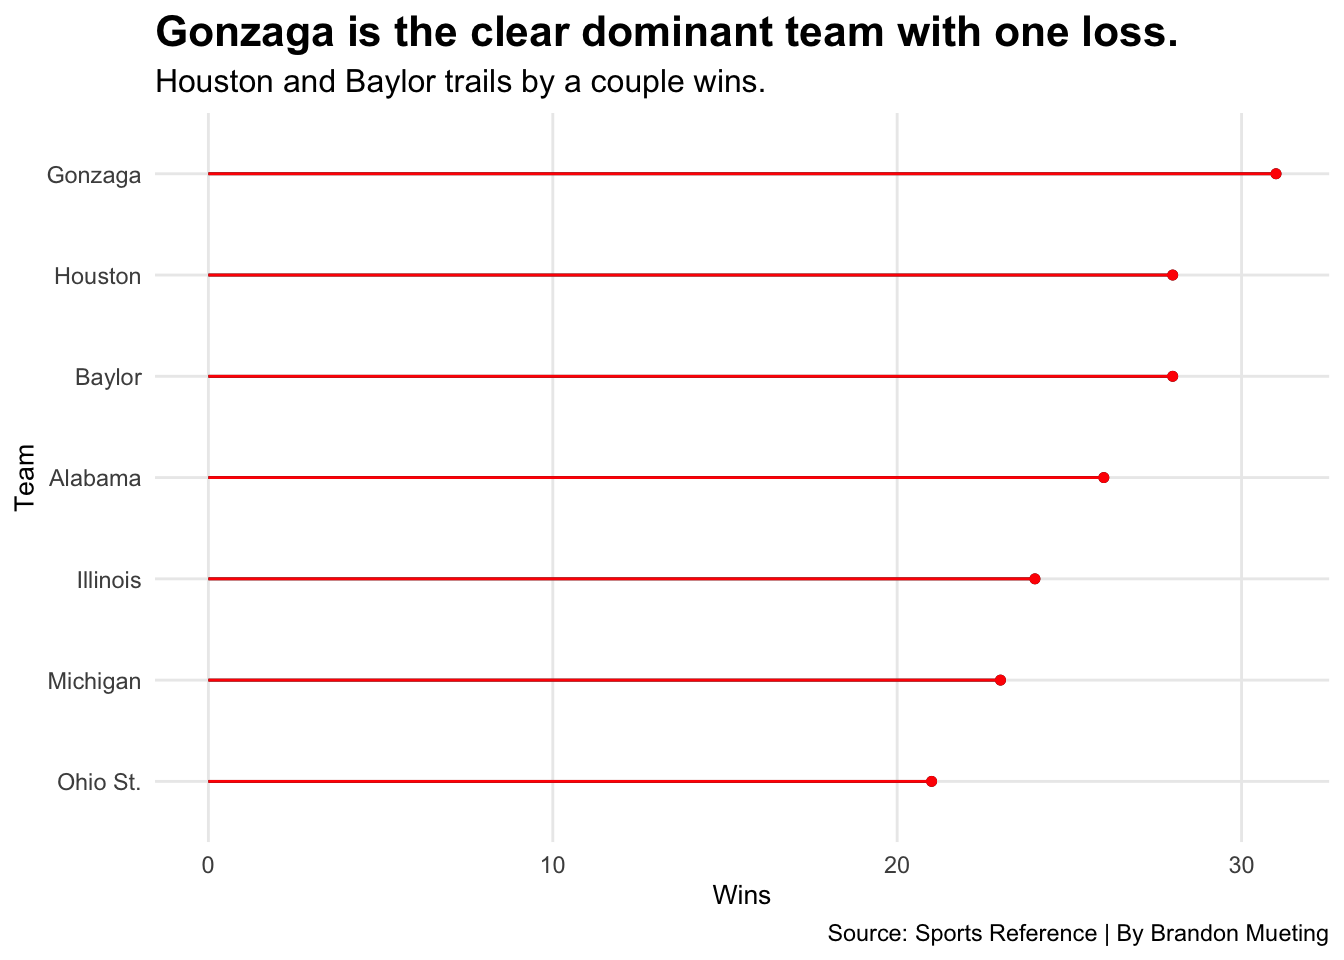 Gonzaga is the clear dominant team with one loss.
Houston and Baylor trails by a couple wins.
Gonzaga
Houston
Baylor
Alabama
Illinois
Michigan
Ohio St.
Team
0 10 20 30
Wins
Source: Sports Reference | By Brandon Mueting